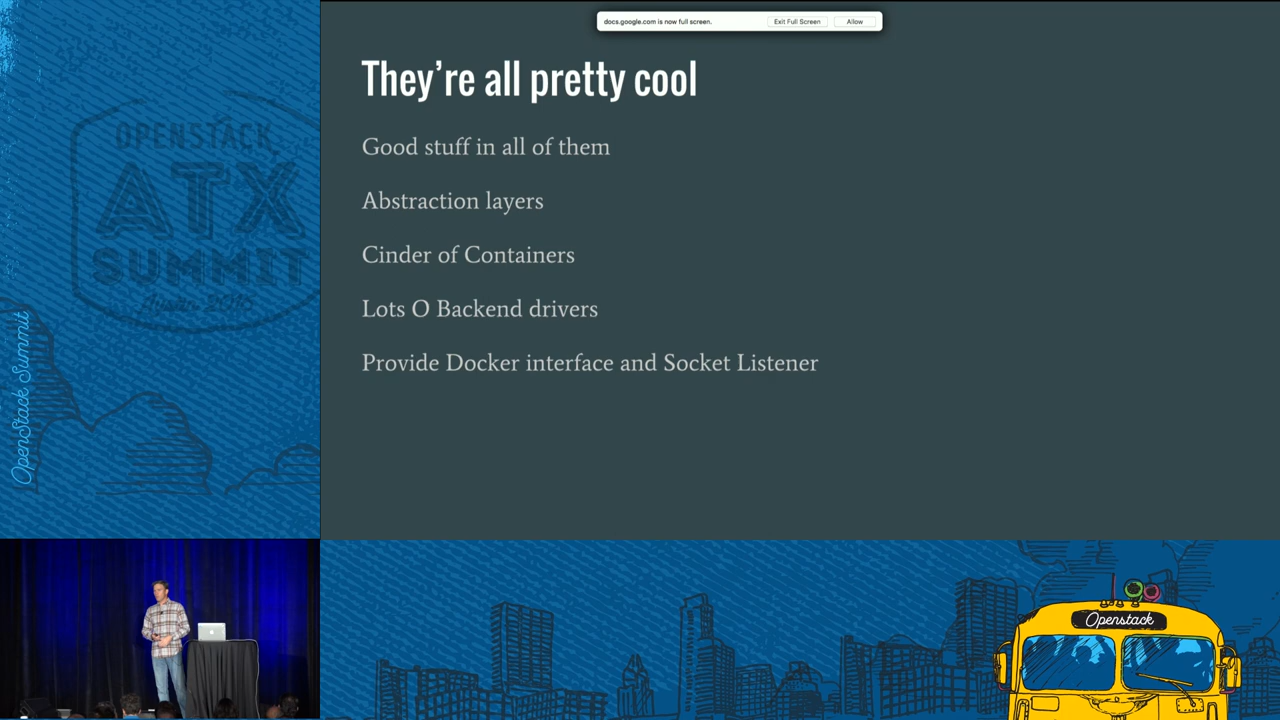 docs.google.com is now full screen.
Exit Full Screen
Allow
They're all pretty cool
Good stuff in all of them
Abstraction layers
Cinder of Containers
Lots O Backend drivers
Provide Docker interface and Socket Listener
OPENSTACK
ATX
SUMMIT
Austin 2016
OpenStack Summit
Openstack